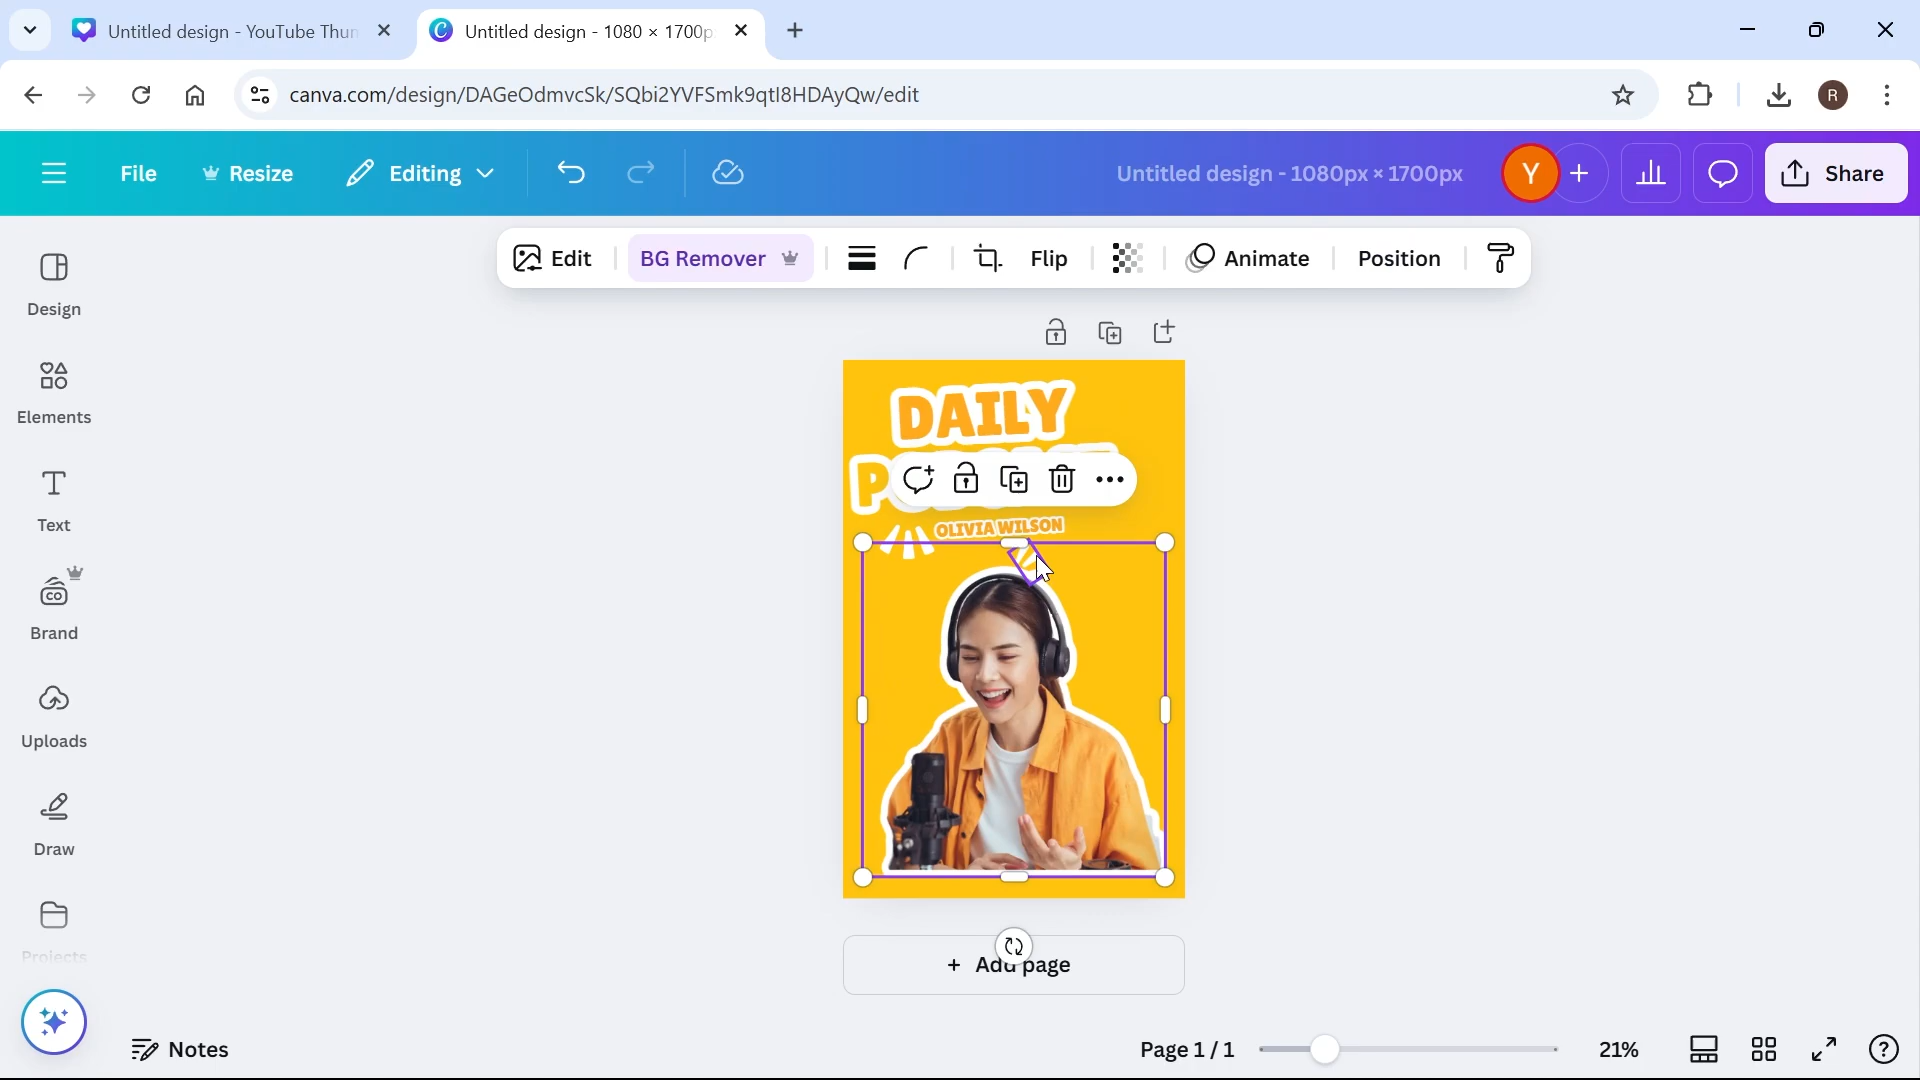 Untitled design - YouTube Thun
Untitled design - 1080 × 1700p
canva.com/design/DAGeOdmvcSk/SQbi2YVFSmk9qtI8HDAyQw/edit
R
File
Resize
Editing
Untitled design - 1080px × 1700px
Y
Share
Edit
BG Remover
Flip
Animate
Position
Design
Elements
Text
CO
Brand
Uploads
Draw
Projects
DAILY
OLIVIA WILSON
+ Add page
Notes
Page 1 / 1
21%